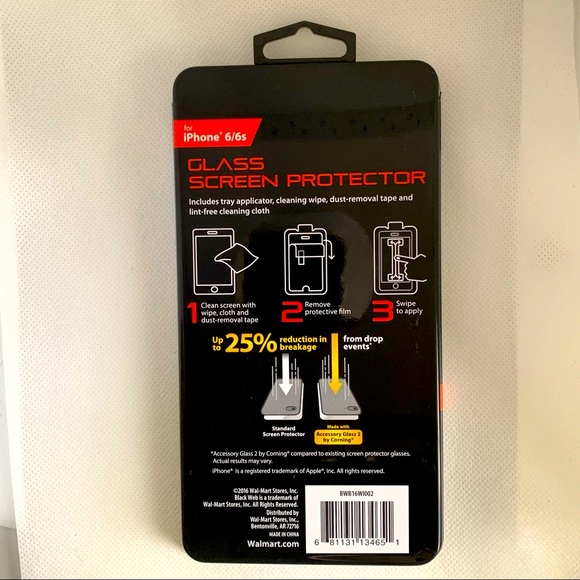 for
iPhone® 6/6s
GLASS
SCREEN PROTECTOR
Includes tray applicator, cleaning wipe, dust-removal tape and
lint-free cleaning cloth
1 Clean screen with
wipe, cloth and
dust-removal tape
2 Remove
protective film
3 Swipe
to apply
Up to 25% reduction in breakage from drop events*
Standard
Screen Protector
Made with
Accessory Glass 2
by Corning®
*Accessory Glass 2 by Corning® compared to existing screen protector glasses.
Actual results may vary.
iPhone® is a registered trademark of Apple®, Inc. All rights reserved.
©2016 Wal-Mart Stores, Inc.
Black Web is a trademark of
Wal-Mart Stores, Inc. All Rights Reserved.
Distributed by
Wal-Mart Stores, Inc.,
Bentonville, AR 72716
MADE IN CHINA
Walmart.com
BWB16WI002
6 81131 13465 1